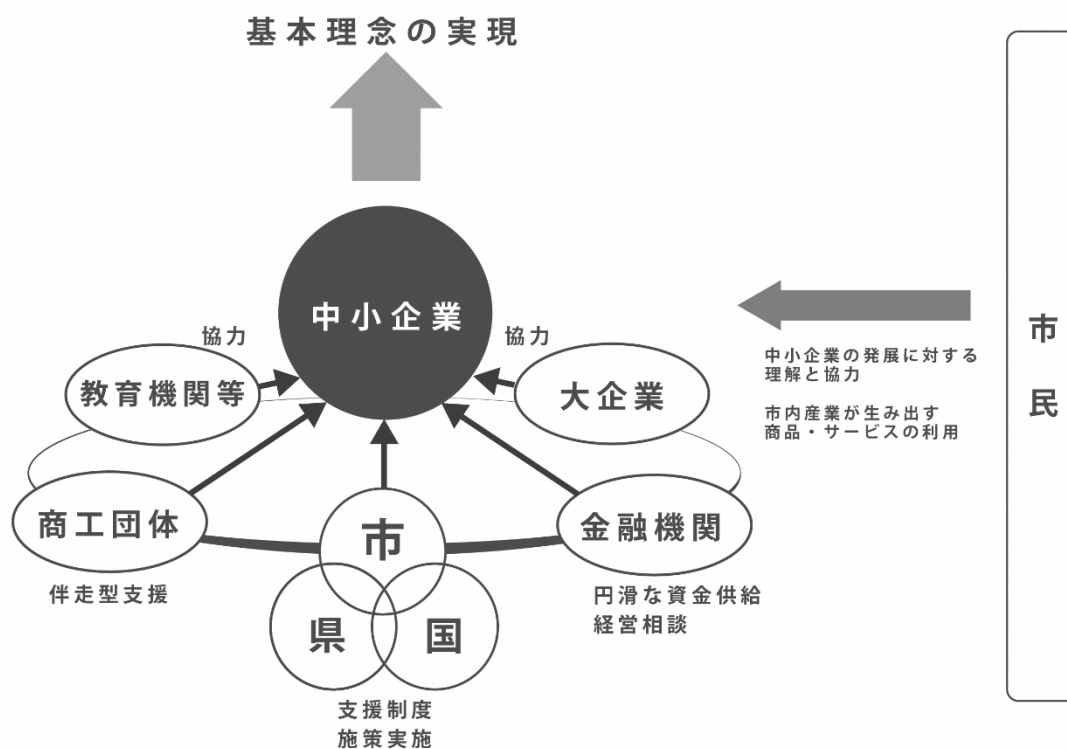 基本理念の実現
中小企業
協力
協力
教育機関等
大企業
中小企業の発展に対する
理解と協力
市内産業が生み出す
商品・サービスの利用
市民
商工団体
市
金融機関
伴走型支援
円滑な資金供給
経営相談
県
国
支援制度
施策実施